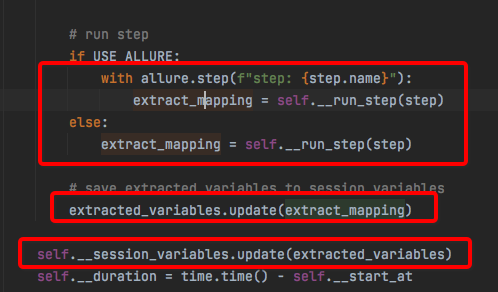 # run step
if USE_ALLURE:
with allure.step(f"step: {step.name}"):
extract_mapping = self.__run_step(step)
else:
extract_mapping = self.__run_step(step)
# save extracted variables to session variables
extracted_variables.update(extract_mapping)
self.__session_variables.update(extracted_variables)
self.__duration = time.time() - self.__start_at